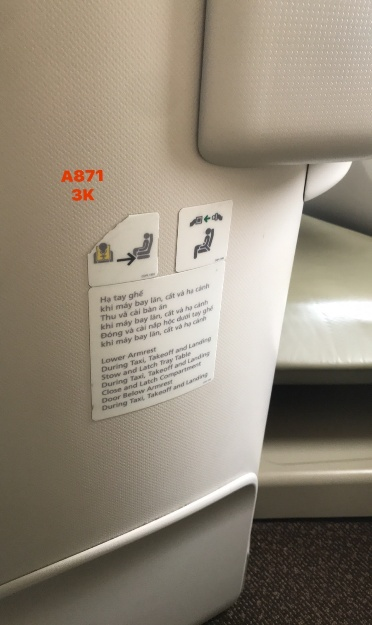 A871
3K
Hạ tay ghế
khi máy bay lăn, cất và hạ cánh
Thu và cài bàn ăn
khi máy bay lăn, cất và hạ cánh
Đóng và cài nắp hộc dưới tay ghế
khi máy bay lăn, cất và hạ cánh
Lower Armrest
During Taxi, Takeoff and Landing
Stow and Latch Tray Table
During Taxi, Takeoff and Landing
Close and Latch Compartment
Door Below Armrest
During Taxi, Takeoff and Landing